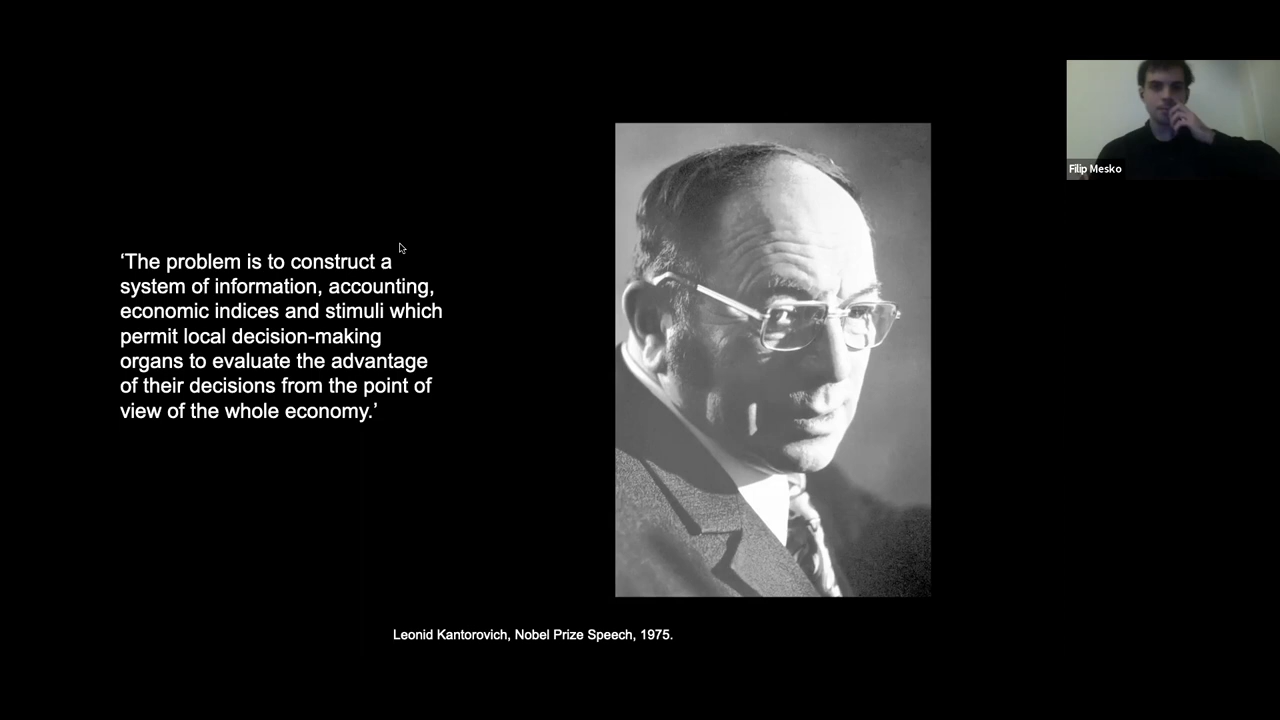 Filip Mesko
‘The problem is to construct a
system of information, accounting,
economic indices and stimuli which
permit local decision-making
organs to evaluate the advantage
of their decisions from the point of
view of the whole economy.’
Leonid Kantorovich, Nobel Prize Speech, 1975.